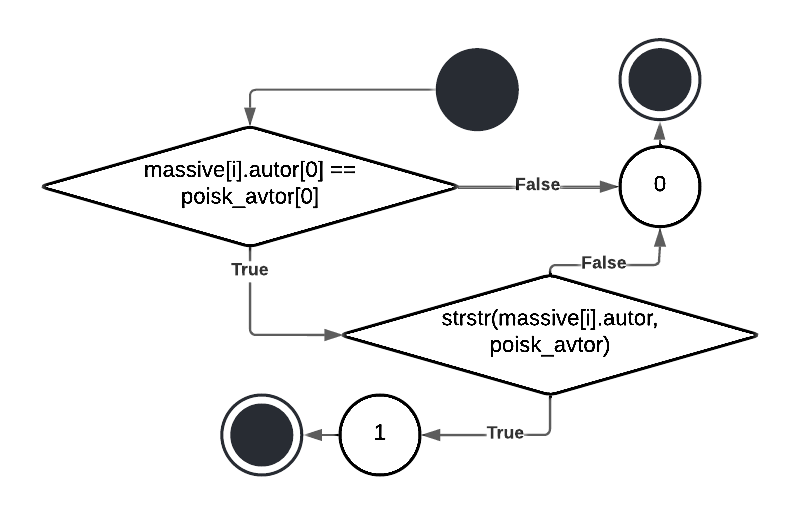 massive[i].autor[0] ==
poisk_avtor[0]
False
0
True
False
strstr(massive[i].autor,
poisk_avtor)
1
True